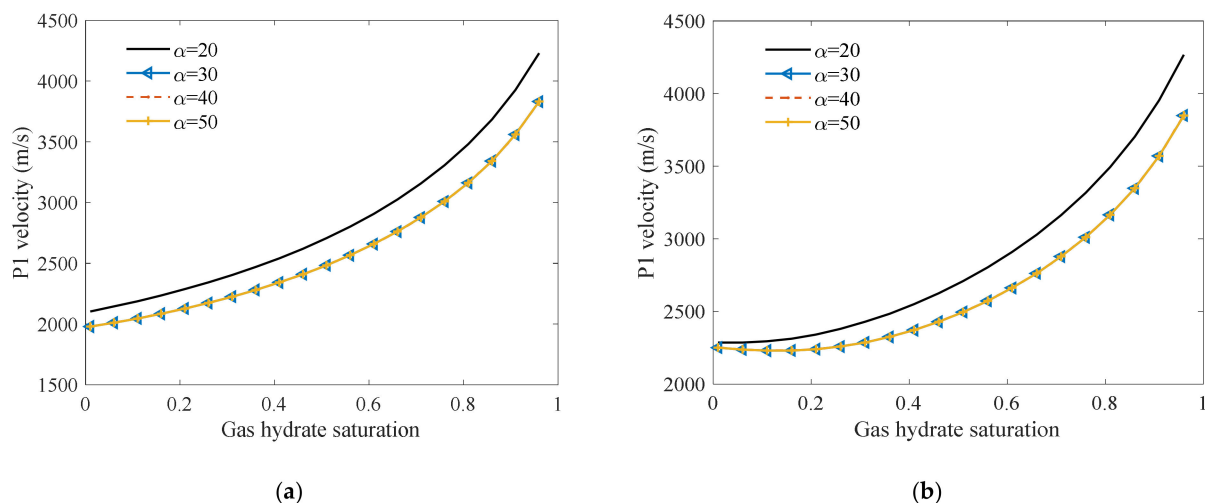 4500
4000
3500
3000
2500
2000
1500
P1 velocity (m/s)
α=20
α=30
α=40
α=50
0 0.2 0.4 0.6 0.8 1
Gas hydrate saturation
(a)
4500
4000
3500
3000
2500
2000
P1 velocity (m/s)
α=20
α=30
α=40
α=50
0 0.2 0.4 0.6 0.8 1
Gas hydrate saturation
(b)